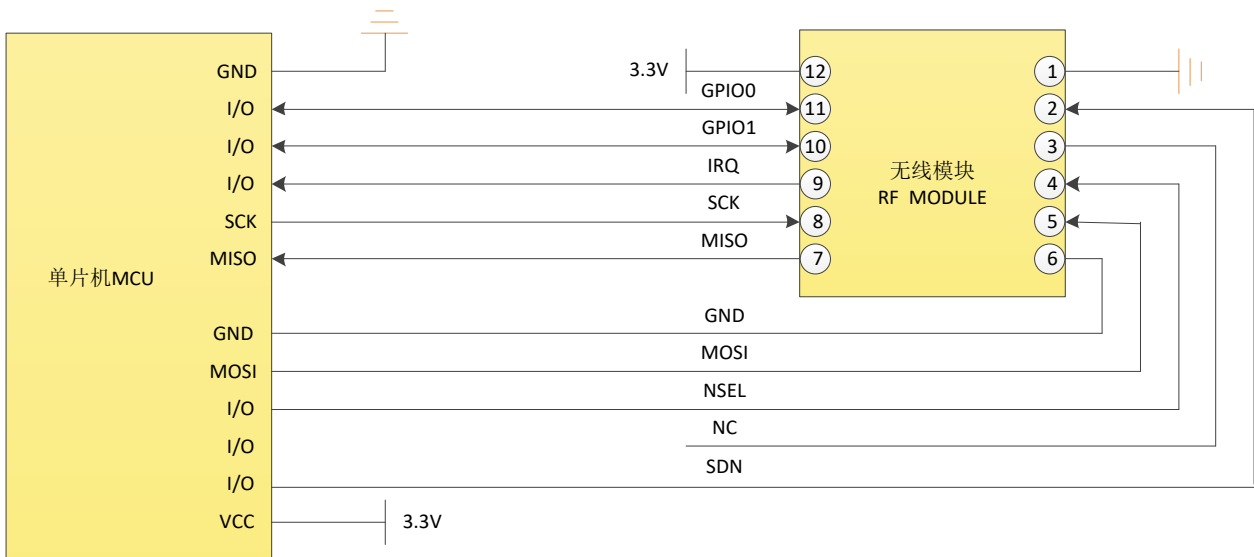 单片机MCU
GND
I/O
I/O
I/O
SCK
MISO
GND
MOSI
I/O
I/O
I/O
VCC
3.3V
GPIO0
GPIO1
IRQ
SCK
MISO
GND
MOSI
NSEL
NC
SDN
3.3V
无线模块
RF MODULE
12
11
10
9
8
7
1
2
3
4
5
6